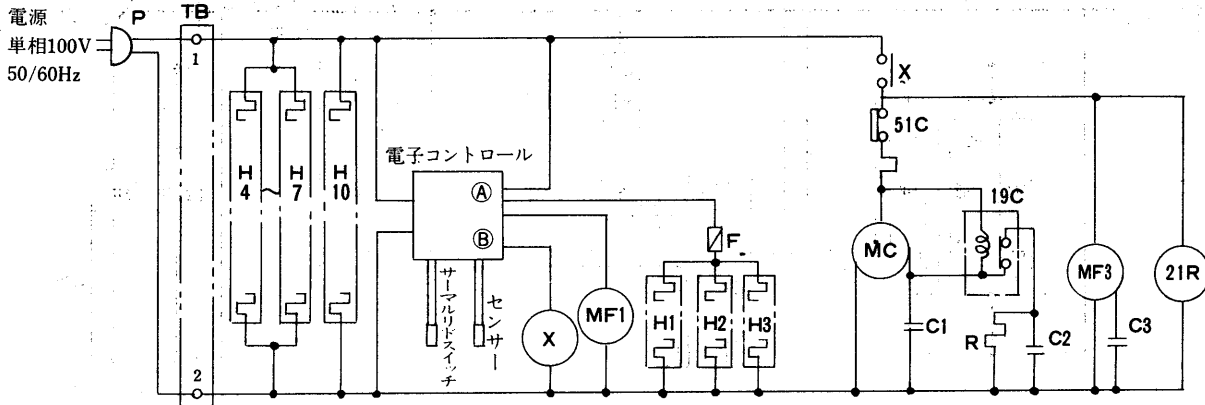 電源
単相100V
50/60Hz
P
TB
1
2
H
4
~
H
7
H
10
電子コントロール
Ⓐ
Ⓑ
サーマルリドスイッチ
センサー
X
MF1
F
H1
H2
H3
X
51C
19C
MC
C1
R
C2
MF3
C3
21R